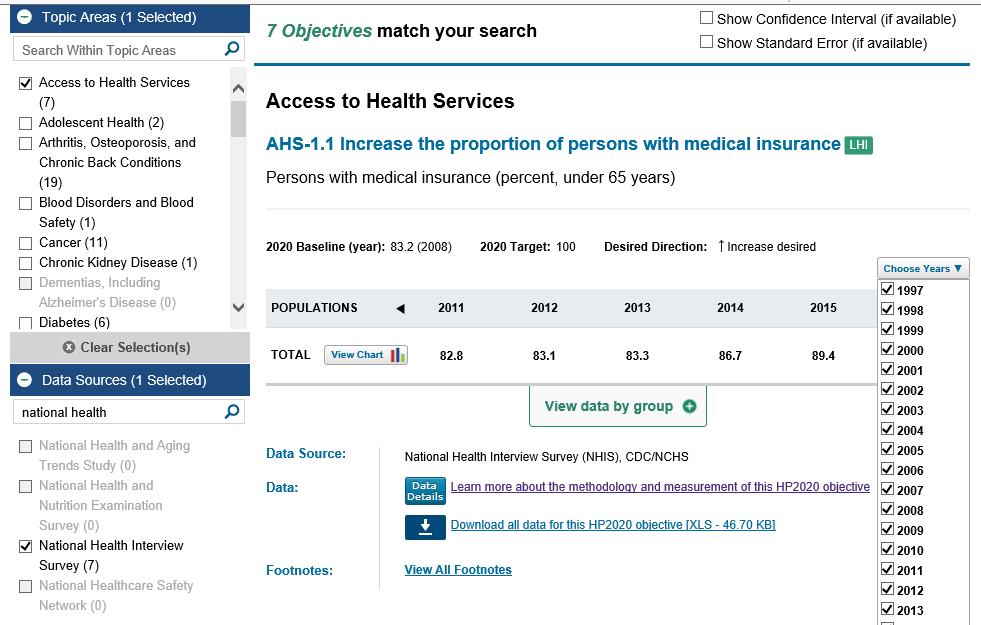 Topic Areas (1 Selected)
Search Within Topic Areas
Access to Health Services
(7)
Adolescent Health (2)
Arthritis, Osteoporosis, and
Chronic Back Conditions
(19)
Blood Disorders and Blood
Safety (1)
Cancer (11)
Chronic Kidney Disease (1)
Dementias, Including
Alzheimer's Disease (0)
Diabetes (6)
Clear Selection(s)
Data Sources (1 Selected)
national health
National Health and Aging
Trends Study (0)
National Health and
Nutrition Examination
Survey (0)
National Health Interview
Survey (7)
National Healthcare Safety
Network (0)
7 Objectives match your search
Show Confidence Interval (if available)
Show Standard Error (if available)
Access to Health Services
AHS-1.1 Increase the proportion of persons with medical insurance LHI
Persons with medical insurance (percent, under 65 years)
2020 Baseline (year): 83.2 (2008) 2020 Target: 100 Desired Direction: ↑ Increase desired
Choose Years ▼
POPULATIONS ◀ 2011 2012 2013 2014 2015
TOTAL View Chart 82.8 83.1 83.3 86.7 89.4
View data by group
Data Source: National Health Interview Survey (NHIS), CDC/NCHS
Data: Data Details Learn more about the methodology and measurement of this HP2020 objective
Download all data for this HP2020 objective [XLS - 46.70 KB]
Footnotes: View All Footnotes
1997
1998
1999
2000
2001
2002
2003
2004
2005
2006
2007
2008
2009
2010
2011
2012
2013